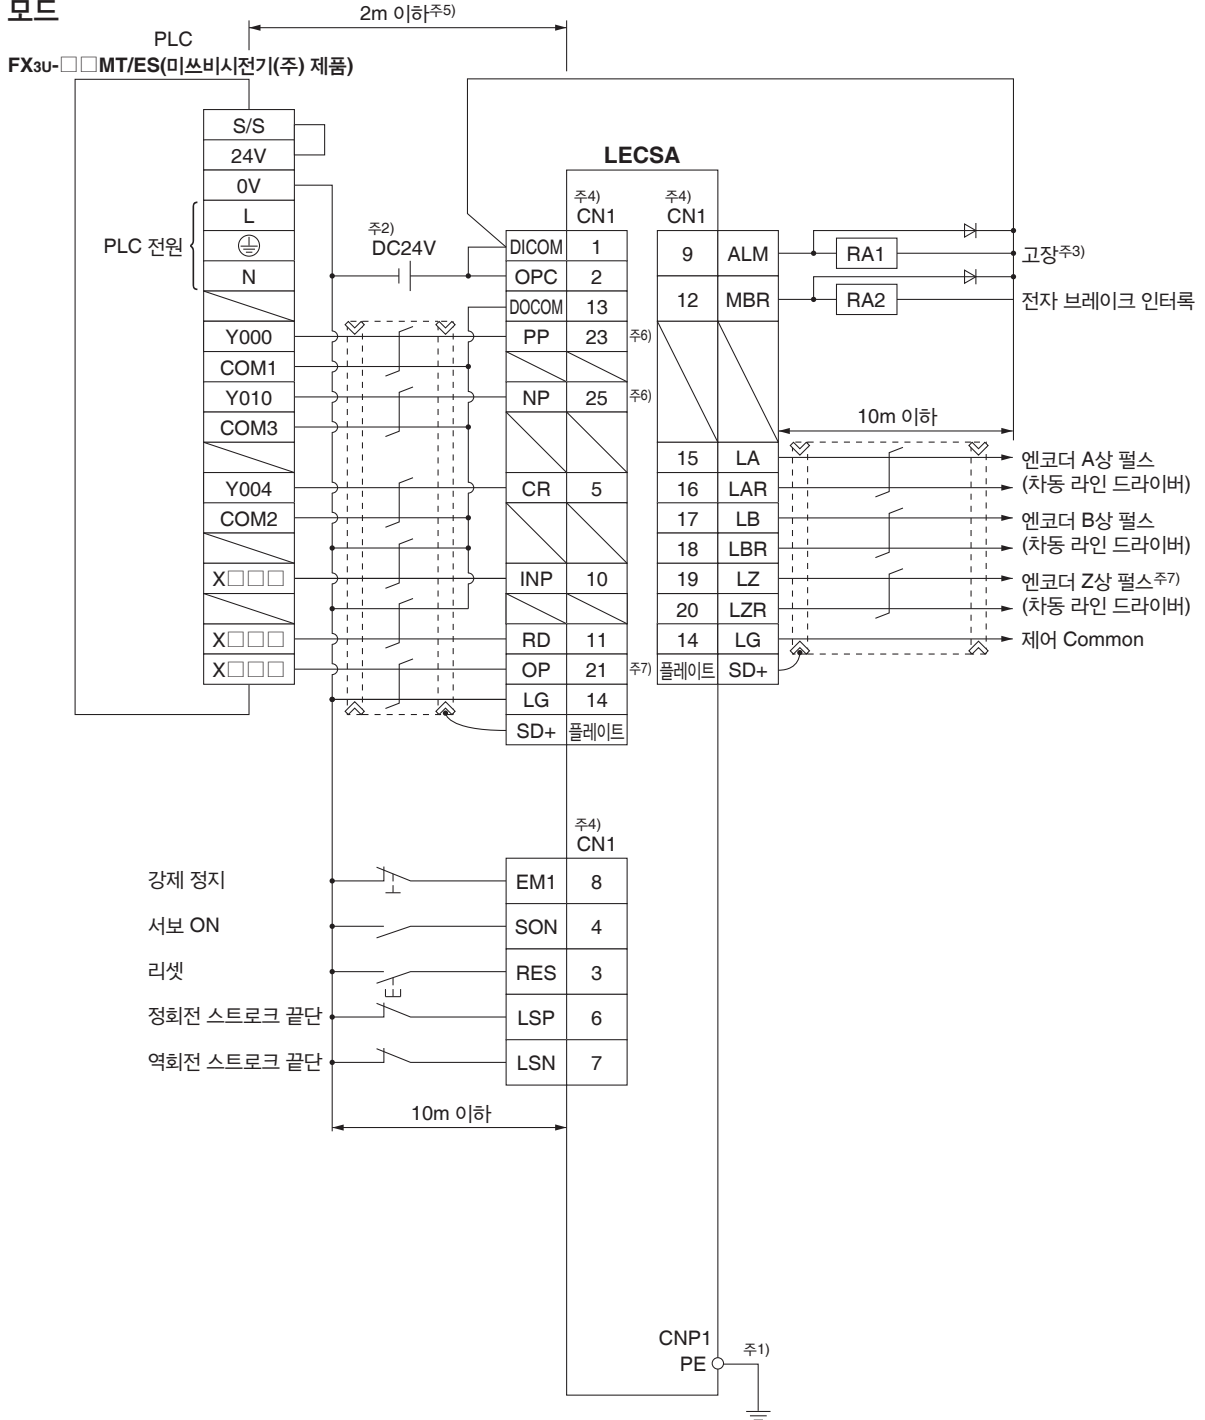 모드
2m 이하주5)
PLC
FX3U-□□MT/ES(미쓰비시전기(주) 제품)
S/S
24V
0V
L
N
PLC 전원
Y000
COM1
Y010
COM3
Y004
COM2
X□□□
X□□□
X□□□
주2)
DC24V
LECSA
주4)
CN1
DICOM 1
OPC 2
DOCOM 13
PP 23 주6)
NP 25 주6)
CR 5
INP 10
RD 11
OP 21 주7)
LG 14
SD+ 플레이트
주4)
CN1
9 ALM
12 MBR
15 LA
16 LAR
17 LB
18 LBR
19 LZ
20 LZR
14 LG
플레이트 SD+
RA1
고장주3)
RA2
전자 브레이크 인터록
10m 이하
엔코더 A상 펄스
(차동 라인 드라이버)
엔코더 B상 펄스
(차동 라인 드라이버)
엔코더 Z상 펄스주7)
(차동 라인 드라이버)
제어 Common
주4)
CN1
강제 정지 EM1 8
서보 ON SON 4
리셋 RES 3
정회전 스트로크 끝단 LSP 6
역회전 스트로크 끝단 LSN 7
10m 이하
CNP1
PE
주1)